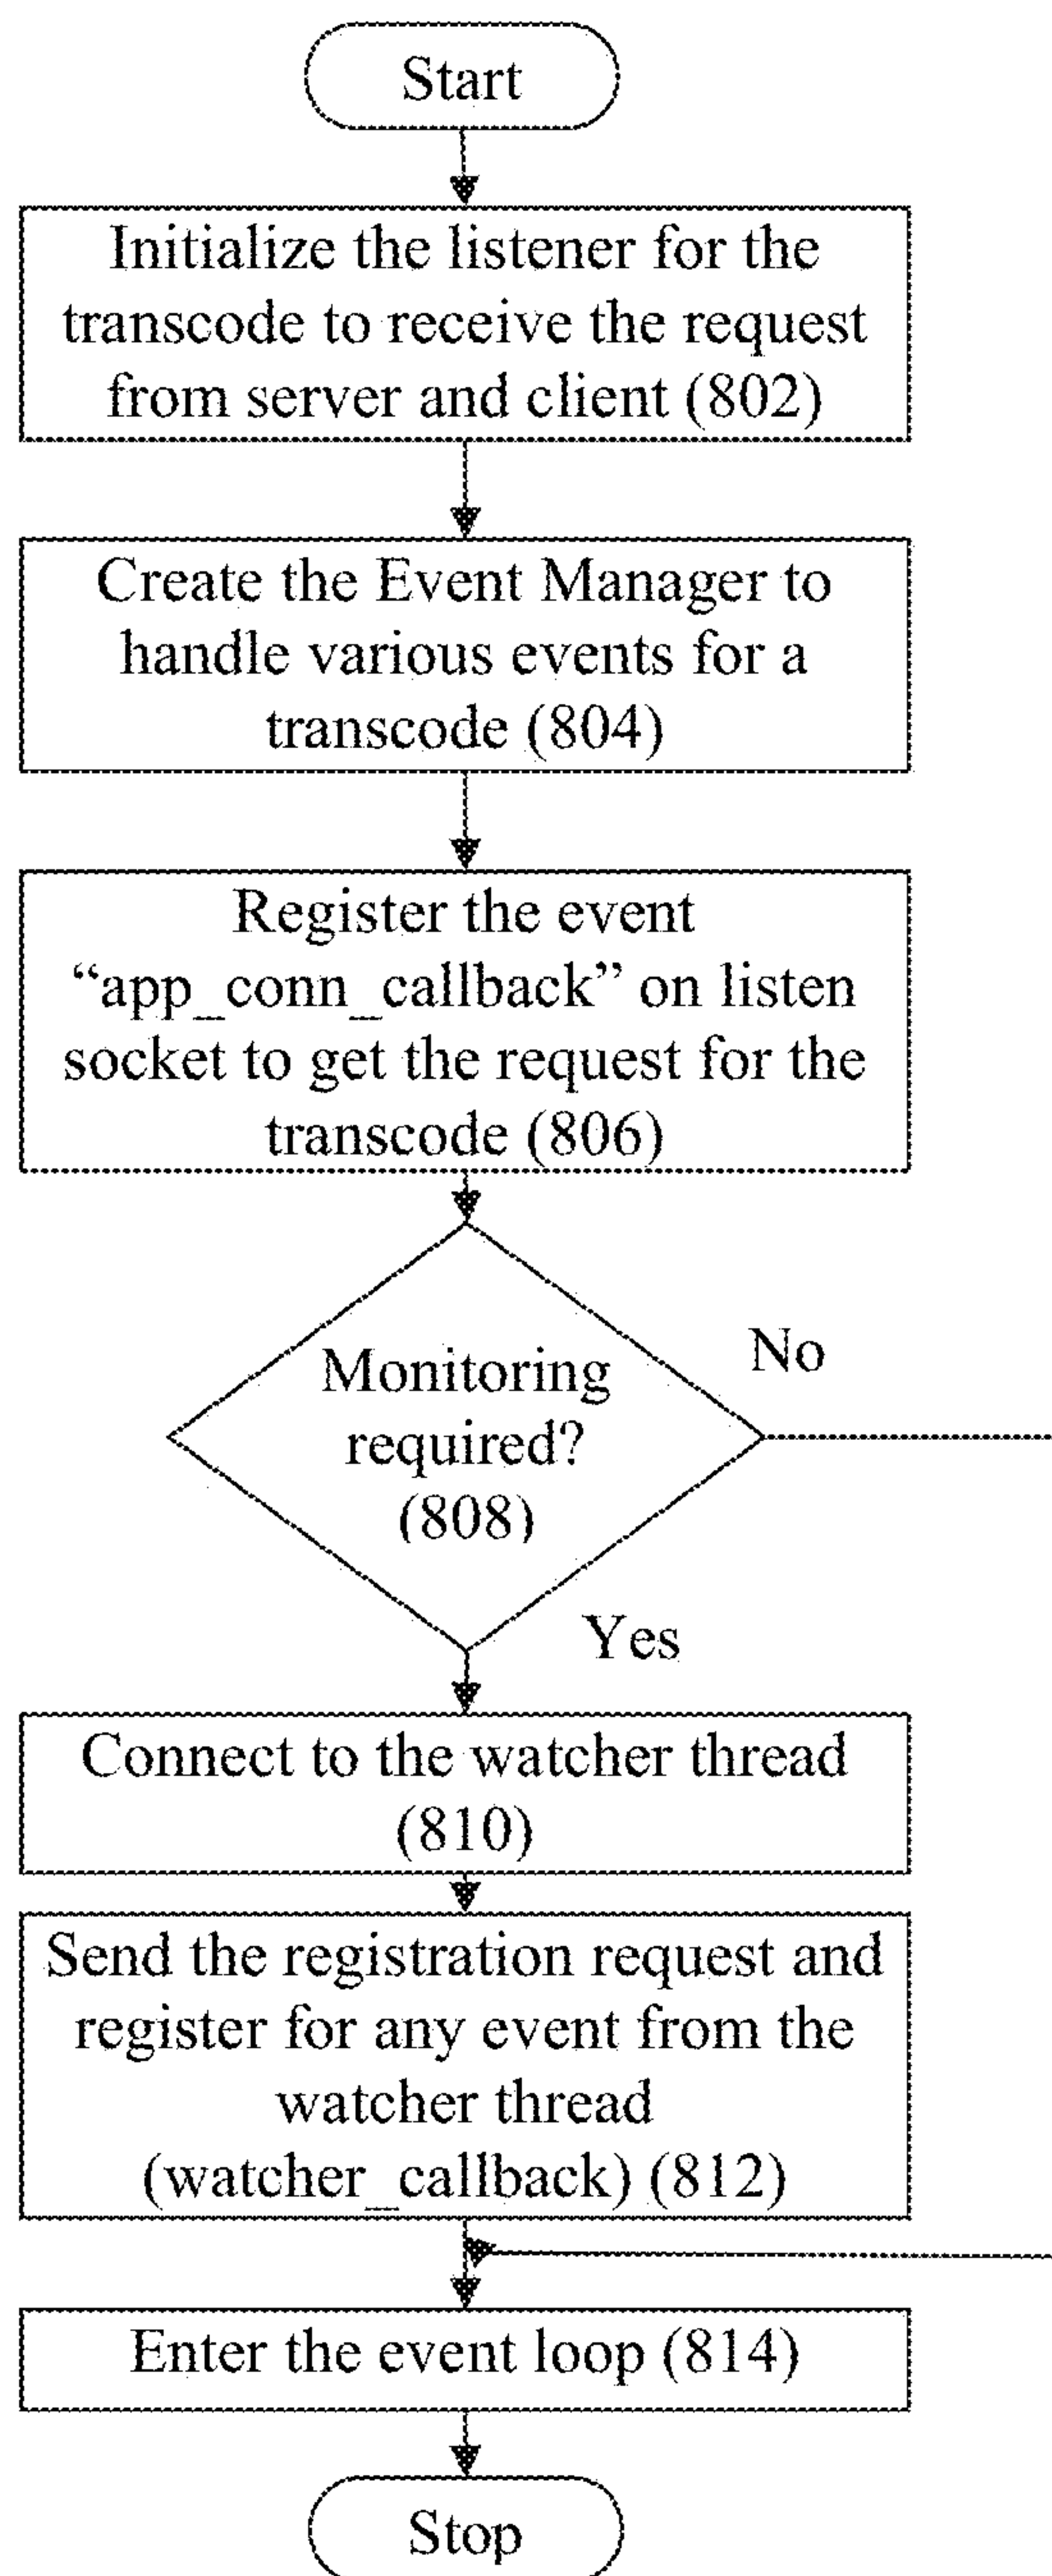 Start
Initialize the listener for the
transcode to receive the request
from server and client (802)
Create the Event Manager to
handle various events for a
transcode (804)
Register the event
“app_conn_callback” on listen
socket to get the request for the
transcode (806)
No
Monitoring
required?
(808)
Yes
Connect to the watcher thread
(810)
Send the registration request and
register for any event from the
watcher thread
(watcher_callback) (812)
Enter the event loop (814)
Stop